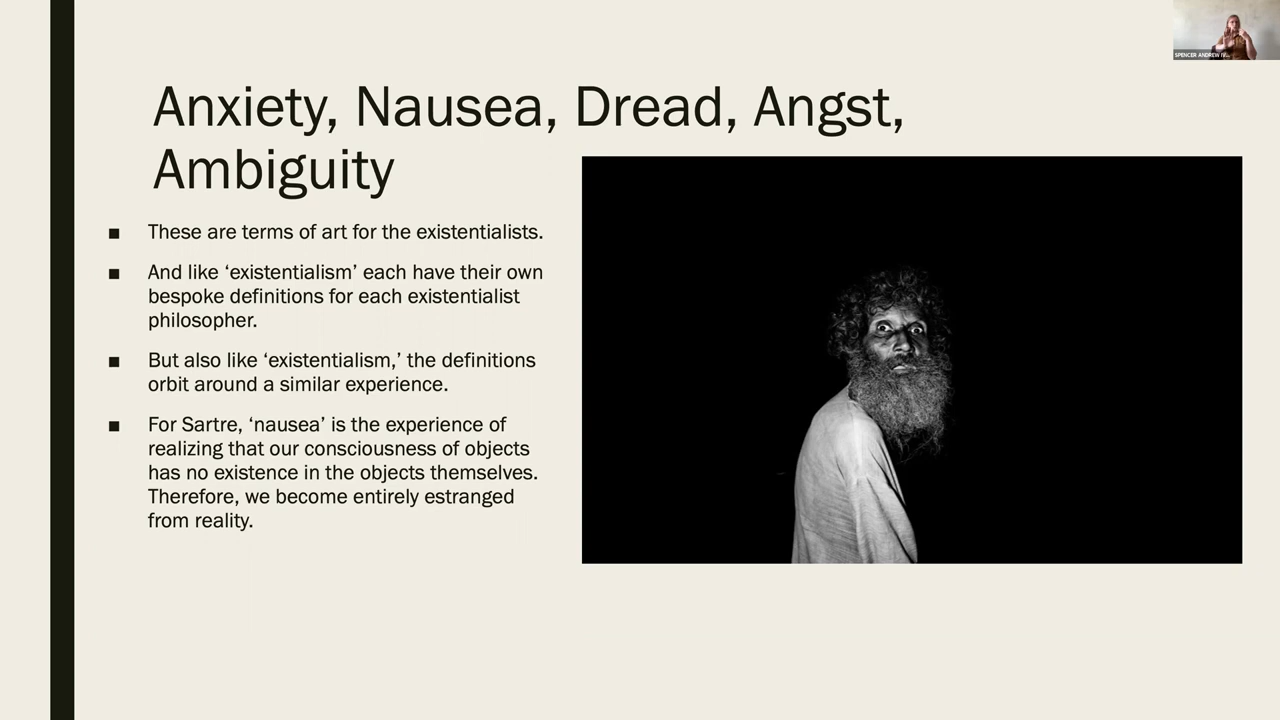 SPENCER ANDREW IV...
Anxiety, Nausea, Dread, Angst,
Ambiguity
■ These are terms of art for the existentialists.
■ And like ‘existentialism’ each have their own
bespoke definitions for each existentialist
philosopher.
■ But also like ‘existentialism,’ the definitions
orbit around a similar experience.
■ For Sartre, ‘nausea’ is the experience of
realizing that our consciousness of objects
has no existence in the objects themselves.
Therefore, we become entirely estranged
from reality.